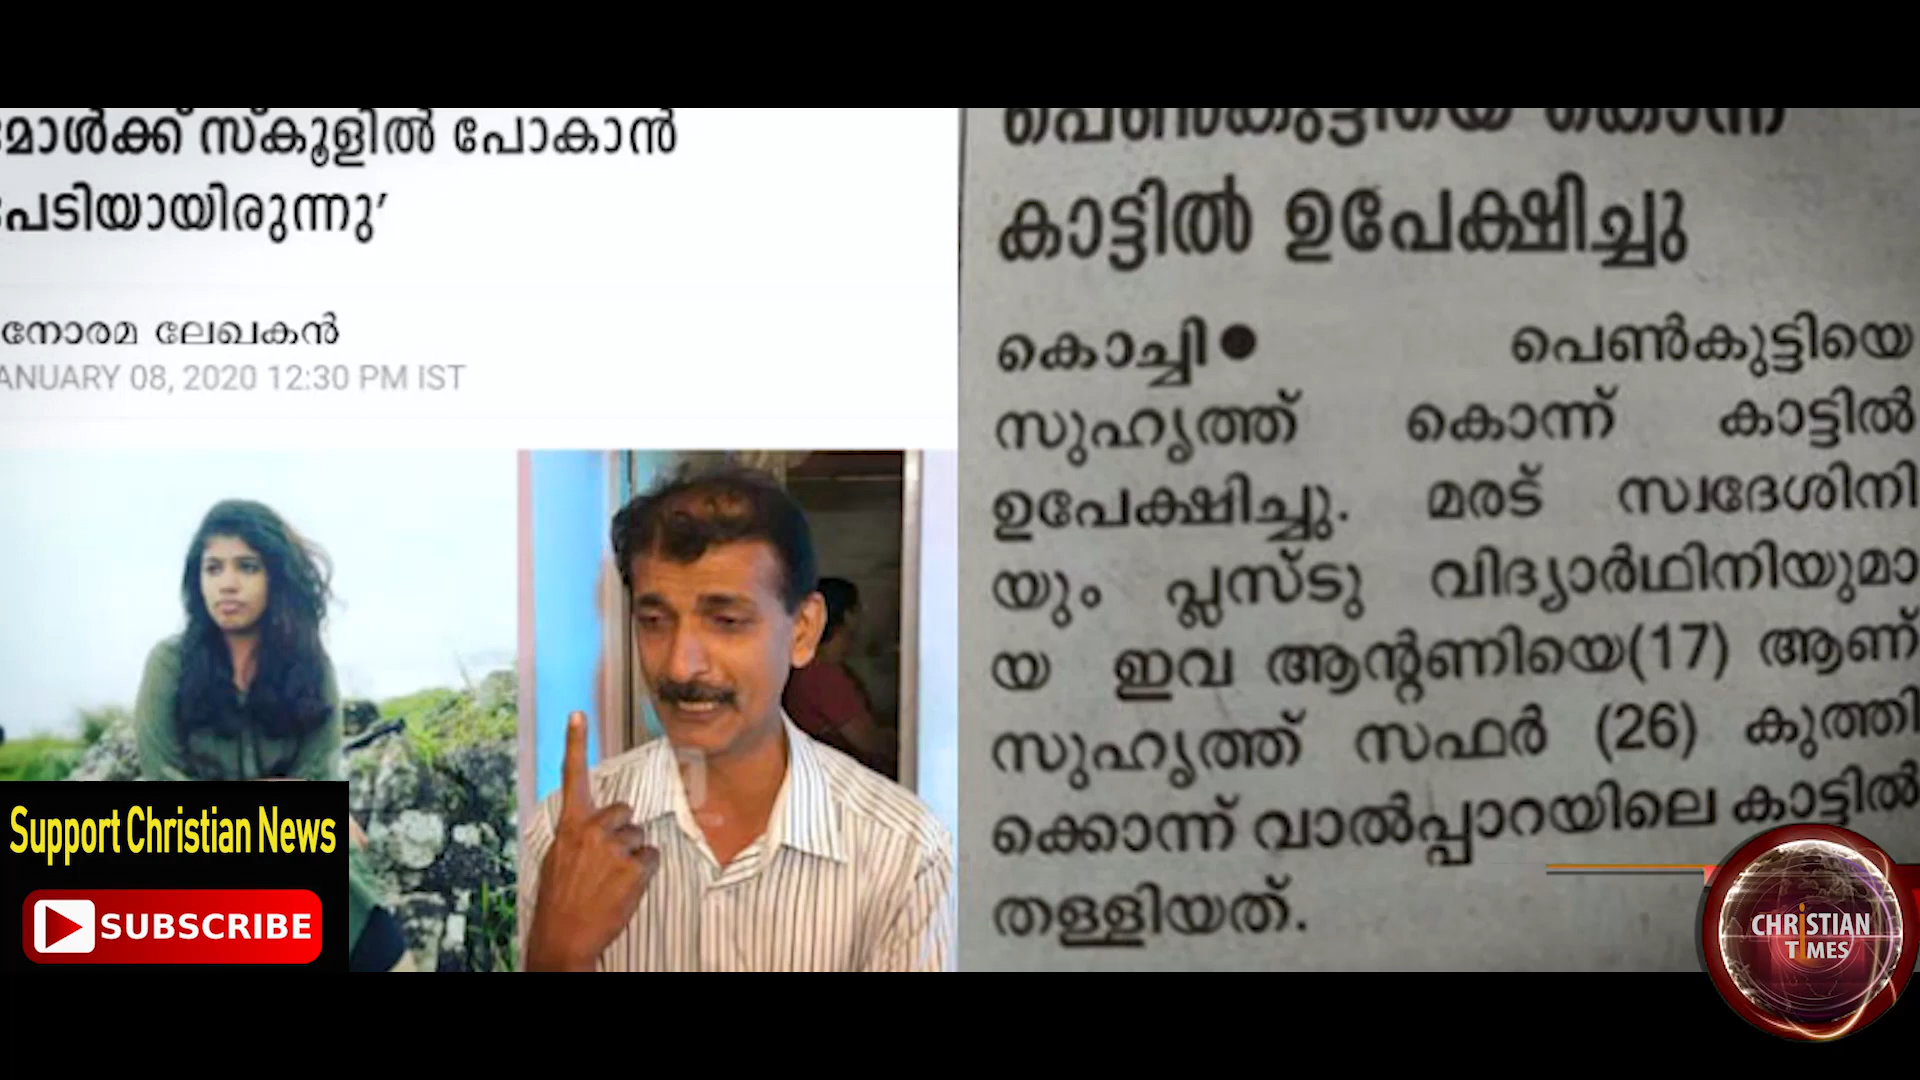 മോൾക്ക് സ്കൂളിൽ പോകാൻ
പേടിയായിരുന്നു’
നോരമ ലേഖകൻ
ANUARY 08, 2020 12:30 PM IST
Support Christian News
SUBSCRIBE
പെൺകുട്ടിയെ കൊന്ന്
കാട്ടിൽ ഉപേക്ഷിച്ചു
കൊച്ചി● പെൺകുട്ടിയെ
സുഹൃത്ത് കൊന്ന് കാട്ടിൽ
ഉപേക്ഷിച്ചു. മരട് സ്വദേശിനി
യും പ്ലസ്ടു വിദ്യാർഥിനിയുമാ
യ ഇവ ആന്റണിയെ(17) ആണ്
സുഹൃത്ത് സഫർ (26) കുത്തി
ക്കൊന്ന് വാൽപ്പാറയിലെ കാട്ടിൽ
തള്ളിയത്.
CHRISTIAN
TIMES